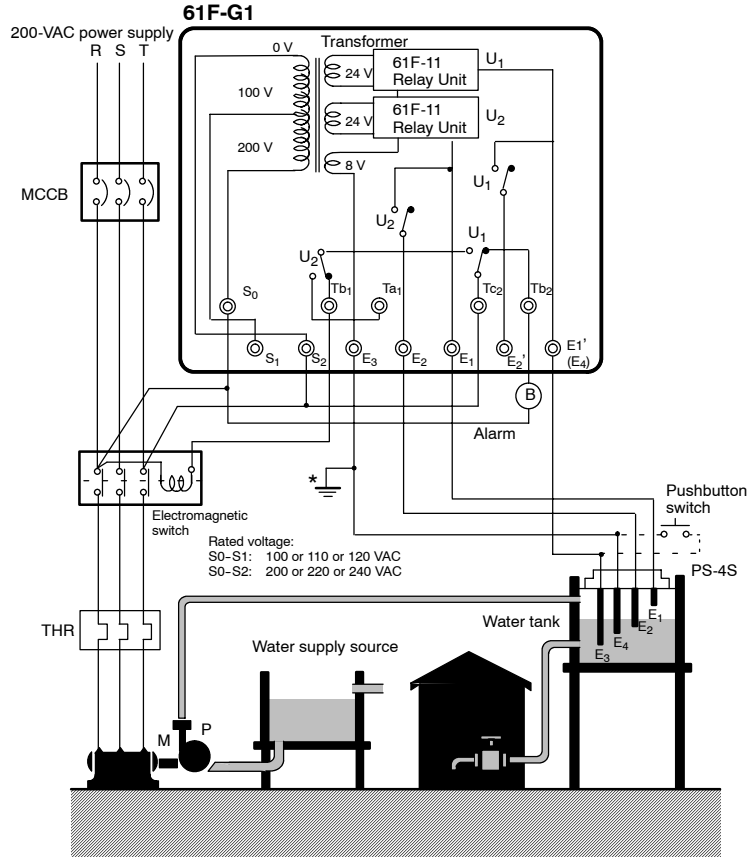 61F-G1
200-VAC power supply
R S T
0 V
Transformer
24 V
61F-11
Relay Unit
U1
100 V
24 V
61F-11
Relay Unit
U2
200 V
8 V
MCCB
U1
U2
U2
U1
S0
Tb1
Ta1
Tc2
Tb2
S1
S2
E3
E2
E1
E2'
E1'
(E4)
B
Alarm
*
Electromagnetic
switch
Pushbutton
switch
Rated voltage:
S0-S1: 100 or 110 or 120 VAC
S0-S2: 200 or 220 or 240 VAC
PS-4S
THR
Water tank
E1
E2
E4
E3
Water supply source
M
P